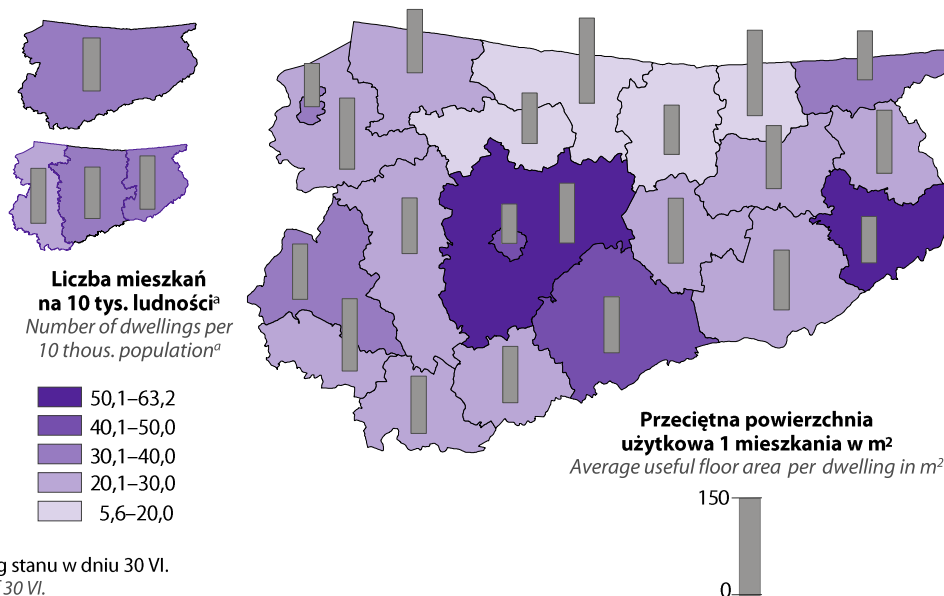 Liczba mieszkań
na 10 tys. ludnościᵃ
Number of dwellings per
10 thous. populationᵃ
50,1–63,2
40,1–50,0
30,1–40,0
20,1–30,0
5,6–20,0
Przeciętna powierzchnia
użytkowa 1 mieszkania w m²
Average useful floor area per dwelling in m²
150
0
stanu w dniu 30 VI.
30 VI.